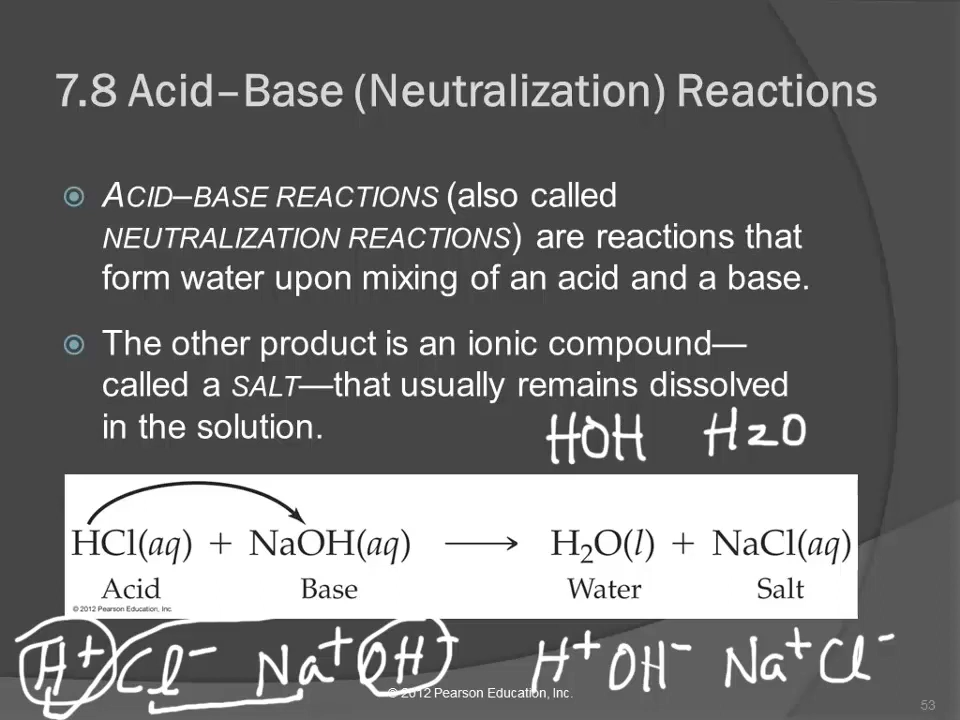 7.8 Acid–Base (Neutralization) Reactions
ACID–BASE REACTIONS (also called
NEUTRALIZATION REACTIONS) are reactions that
form water upon mixing of an acid and a base.
The other product is an ionic compound—
called a SALT—that usually remains dissolved
in the solution.
HOH H2O
HCl(aq) + NaOH(aq) ⟶ H₂O(l) + NaCl(aq)
Acid Base Water Salt
© 2012 Pearson Education, Inc.
H⁺ Cl⁻ Na⁺ OH⁻ H⁺ OH⁻ Na⁺ Cl⁻
© 2012 Pearson Education, Inc.
53